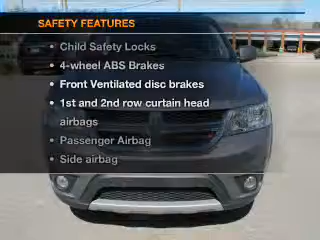 SAFETY FEATURES
• Child Safety Locks
• 4-wheel ABS Brakes
• Front Ventilated disc brakes
• 1st and 2nd row curtain head
airbags
• Passenger Airbag
• Side airbag